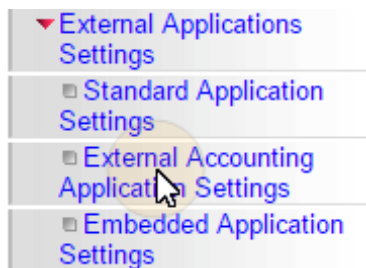 External Applications
Settings
Standard Application
Settings
External Accounting
Application Settings
Embedded Application
Settings